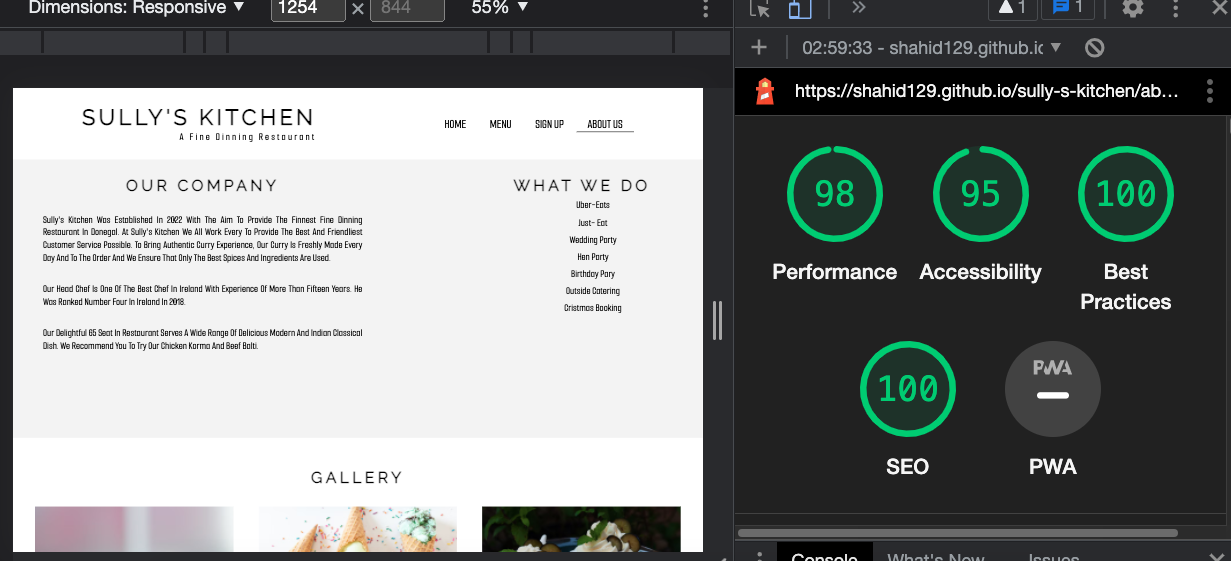 Dimensions: Responsive ▼ 1254 × 844 55% ▼
1 1
02:59:33 - shahid129.github.io ▼
https://shahid129.github.io/sully-s-kitchen/ab...
SULLY'S KITCHEN
A Fine Dinning Restaurant
HOME MENU SIGN UP ABOUT US
OUR COMPANY
Sully's Kitchen Was Established In 2022 With The Aim To Provide The Finnest Fine Dinning
Restaurant In Donegal. At Sully's Kitchen We All Work Every To Provide The Best And Friendliest
Customer Service Possible. To Bring Authentic Curry Experience, Our Curry Is Freshly Made Every
Day And To The Order And We Ensure That Only The Best Spices And Ingredients Are Used.
Our Head Chef Is One Of The Best Chef In Ireland With Experience Of More Than Fifteen Years. He
Was Ranked Number Four In Ireland In 2018.
Our Delightful 65 Seat In Restaurant Serves A Wide Range Of Delicious Modern And Indian Classical
Dish. We Recommend You To Try Our Chicken Korma And Beef Balti.
WHAT WE DO
Uber-Eats
Just- Eat
Wedding Party
Hen Party
Birthday Pary
Outside Catering
Cristmas Booking
GALLERY
98
Performance
95
Accessibility
100
Best
Practices
100
SEO
PWA
PWA
Console What's New Issues